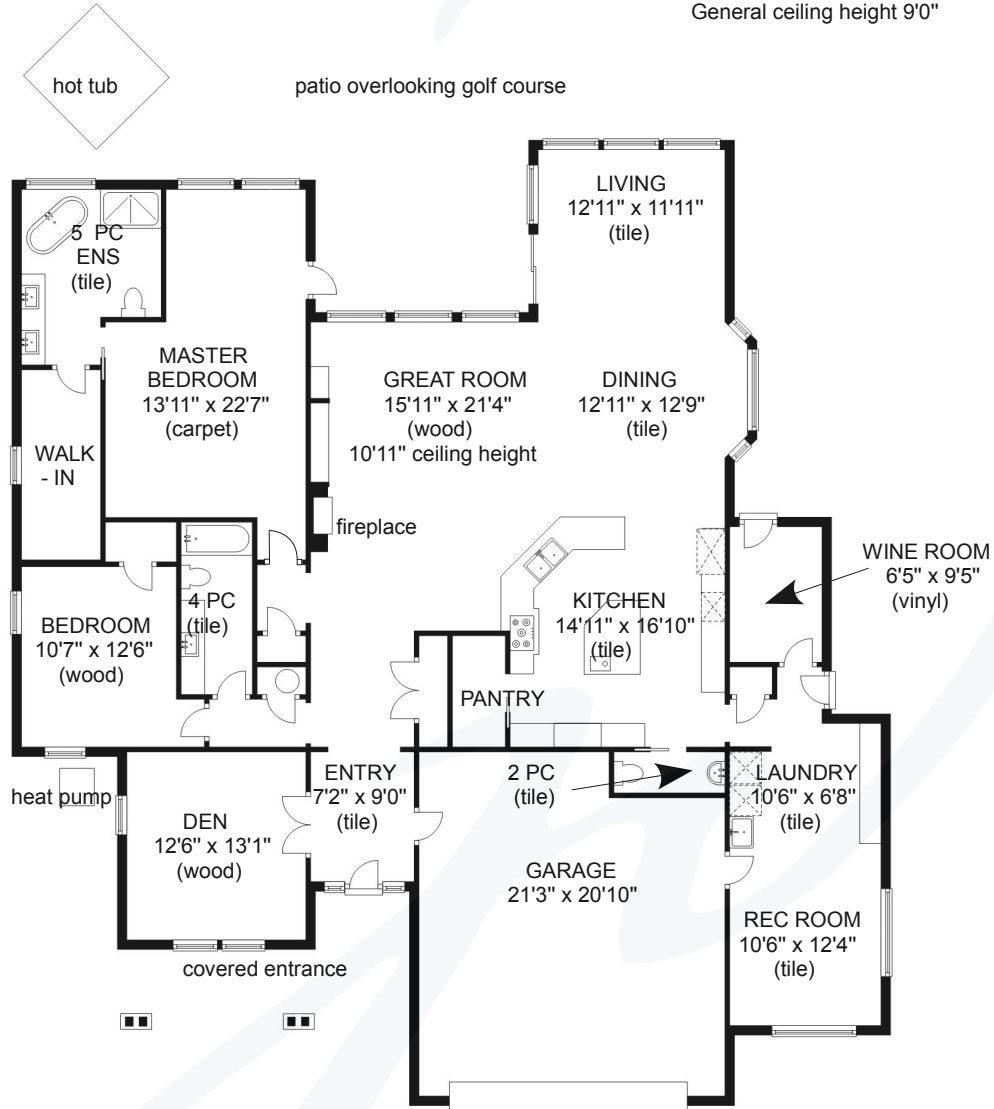 General ceiling height 9'0"
hot tub
patio overlooking golf course
LIVING
12'11" x 11'11"
(tile)
5 PC
ENS
(tile)
MASTER
BEDROOM
13'11" x 22'7"
(carpet)
GREAT ROOM
15'11" x 21'4"
(wood)
10'11" ceiling height
DINING
12'11" x 12'9"
(tile)
WALK
- IN
fireplace
WINE ROOM
6'5" x 9'5"
(vinyl)
4 PC
(tile)
KITCHEN
14'11" x 16'10"
(tile)
BEDROOM
10'7" x 12'6"
(wood)
PANTRY
heat pump
DEN
12'6" x 13'1"
(wood)
ENTRY
7'2" x 9'0"
(tile)
2 PC
(tile)
LAUNDRY
10'6" x 6'8"
(tile)
GARAGE
21'3" x 20'10"
REC ROOM
10'6" x 12'4"
(tile)
covered entrance